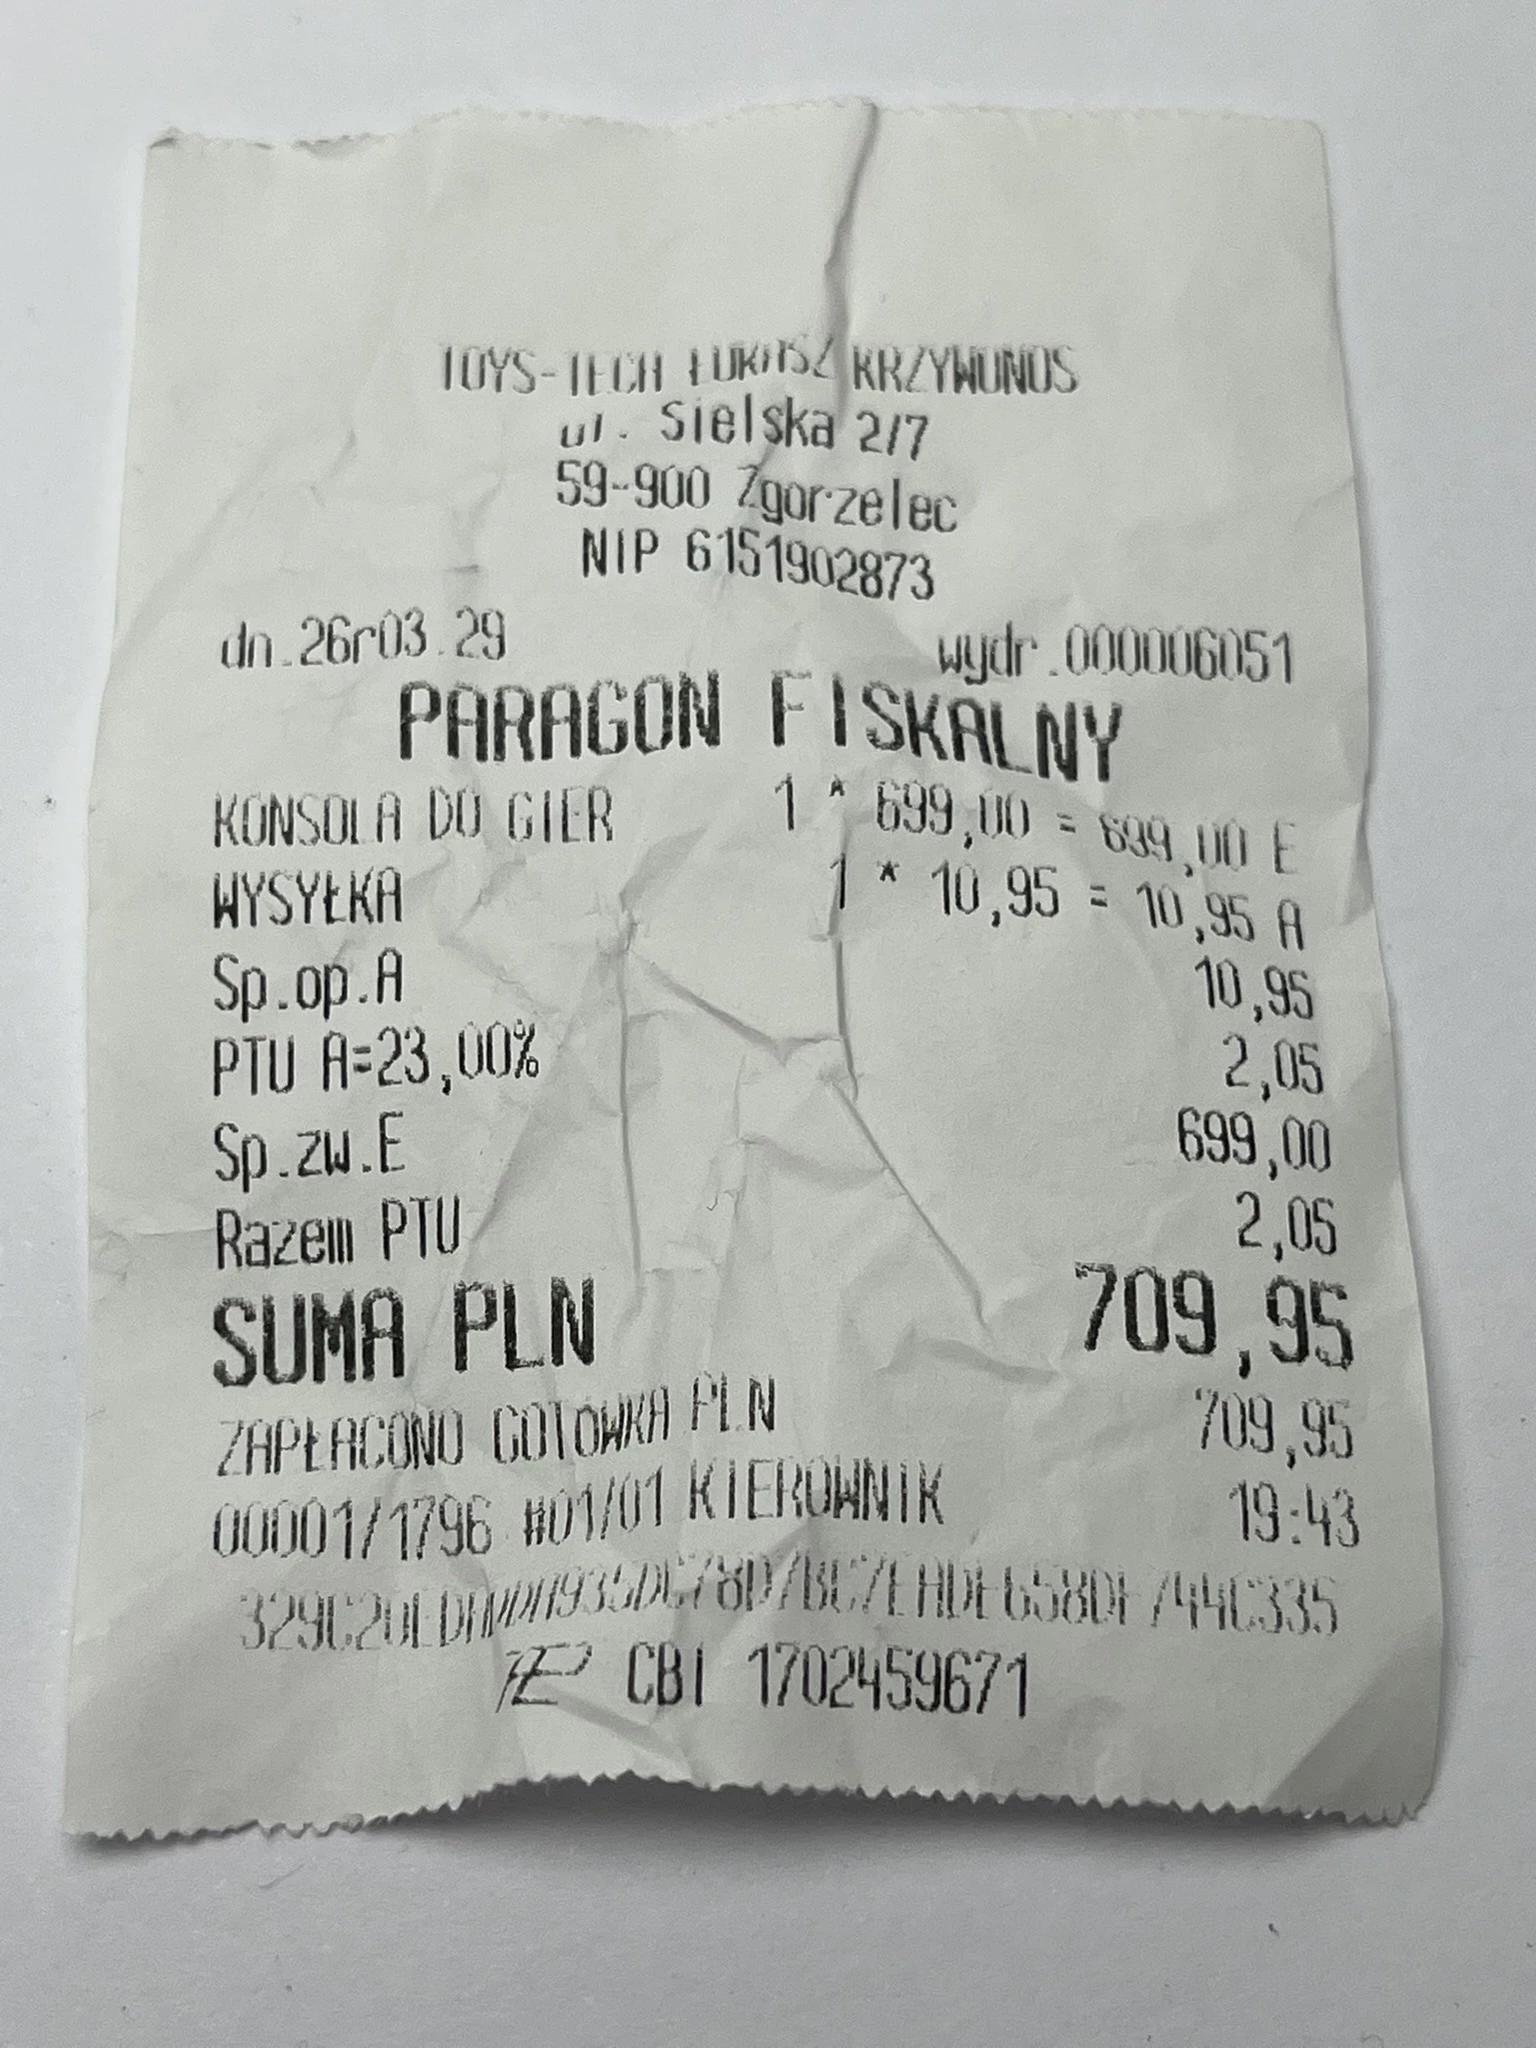 TOYS-TECH ŁUKASZ KRZYWONOS
ul. Sielska 2/7
59-900 Zgorzelec
NIP 6151902873
dn.26r03.29 wydr.000006051
PARAGON FISKALNY
KONSOLA DO GIER 1 * 699,00 = 699,00 E
WYSYŁKA 1 * 10,95 = 10,95 A
Sp.op.A 10,95
PTU A=23,00% 2,05
Sp.zw.E 699,00
Razem PTU 2,05
SUMA PLN 709,95
ZAPŁACONO GOTÓWKA PLN 709,95
00001/1796 #01/01 KIEROWNIK 19:43
CBI 1702459671